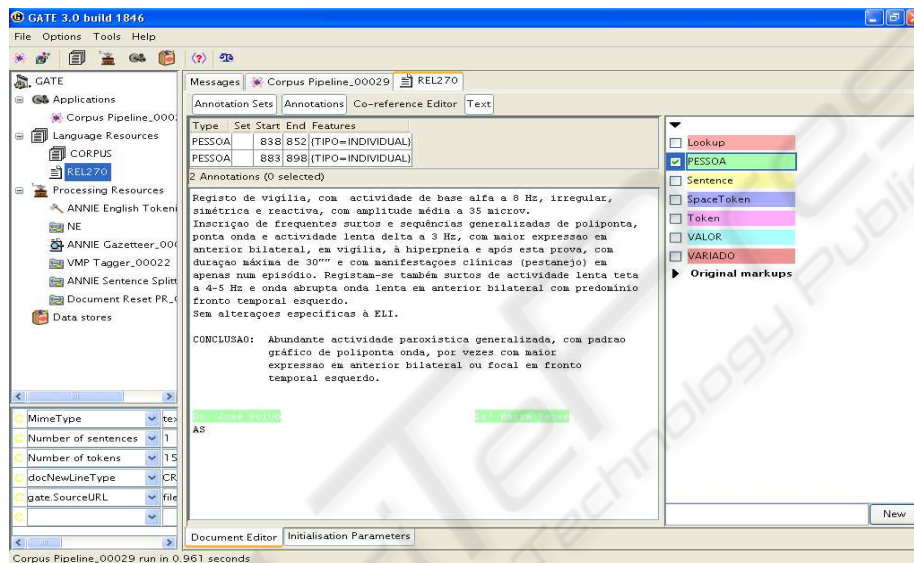 GATE 3.0 build 1846
File Options Tools Help
GATE
Applications
Corpus Pipeline_000
Language Resources
CORPUS
REL270
Processing Resources
ANNIE English Tokeni
NE
ANNIE Gazetteer_00
VMP Tagger_00022
ANNIE Sentence Splitt
Document Reset PR_
Data stores
MimeType tex
Number of sentences 1
Number of tokens 15
docNewLineType CR
gate.SourceURL file
Messages Corpus Pipeline_00029 REL270
Annotation Sets Annotations Co-reference Editor Text
Type Set Start End Features
PESSOA 838 852 {TIPO=INDIVIDUAL}
PESSOA 883 898 {TIPO=INDIVIDUAL}
2 Annotations (0 selected)
Registo de vigília, com actividade de base alfa a 8 Hz, irregular,
simétrica e reactiva, com amplitude média a 35 microv.
Inscriçao de frequentes surtos e sequências generalizadas de poliponta,
ponta onda e actividade lenta delta a 3 Hz, com maior expressao em
anterior bilateral, em vigília, à hiperpneia e após esta prova, com
duraçao máxima de 30"" e com manifestaçoes clínicas (pestanejo) em
apenas num episódio. Registam-se também surtos de actividade lenta teta
a 4-5 Hz e onda abrupta onda lenta em anterior bilateral com predomínio
fronto temporal esquerdo.
Sem alteraçoes específicas à ELI.
CONCLUSAO: Abundante actividade paroxística generalizada, com padrao
gráfico de poliponta onda, por vezes com maior
expressao em anterior bilateral ou focal em fronto
temporal esquerdo.
AS
Lookup
PESSOA
Sentence
SpaceToken
Token
VALOR
VARIADO
Original markups
New
Document Editor Initialisation Parameters
Corpus Pipeline_00029 run in 0.961 seconds